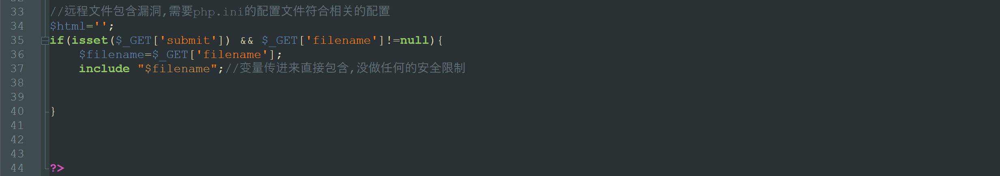 33 //远程文件包含漏洞,需要php.ini的配置文件符合相关的配置
34 $html='';
35 if(isset($_GET['submit']) && $_GET['filename']!=null){
36 $filename=$_GET['filename'];
37 include "$filename";//变量传进来直接包含,没做任何的安全限制
38
39
40 }
41
42
43
44 ?>